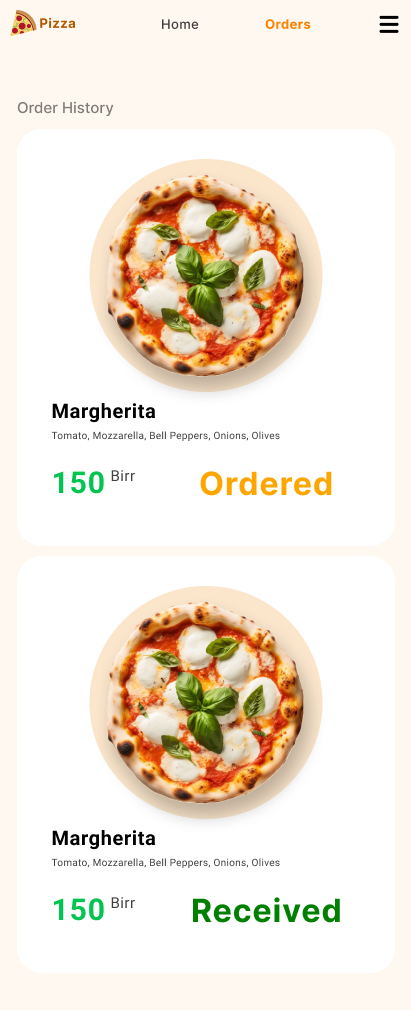 Pizza Home Orders
Order History
Margherita
Tomato, Mozzarella, Bell Peppers, Onions, Olives
150 Birr Ordered
Margherita
Tomato, Mozzarella, Bell Peppers, Onions, Olives
150 Birr Received